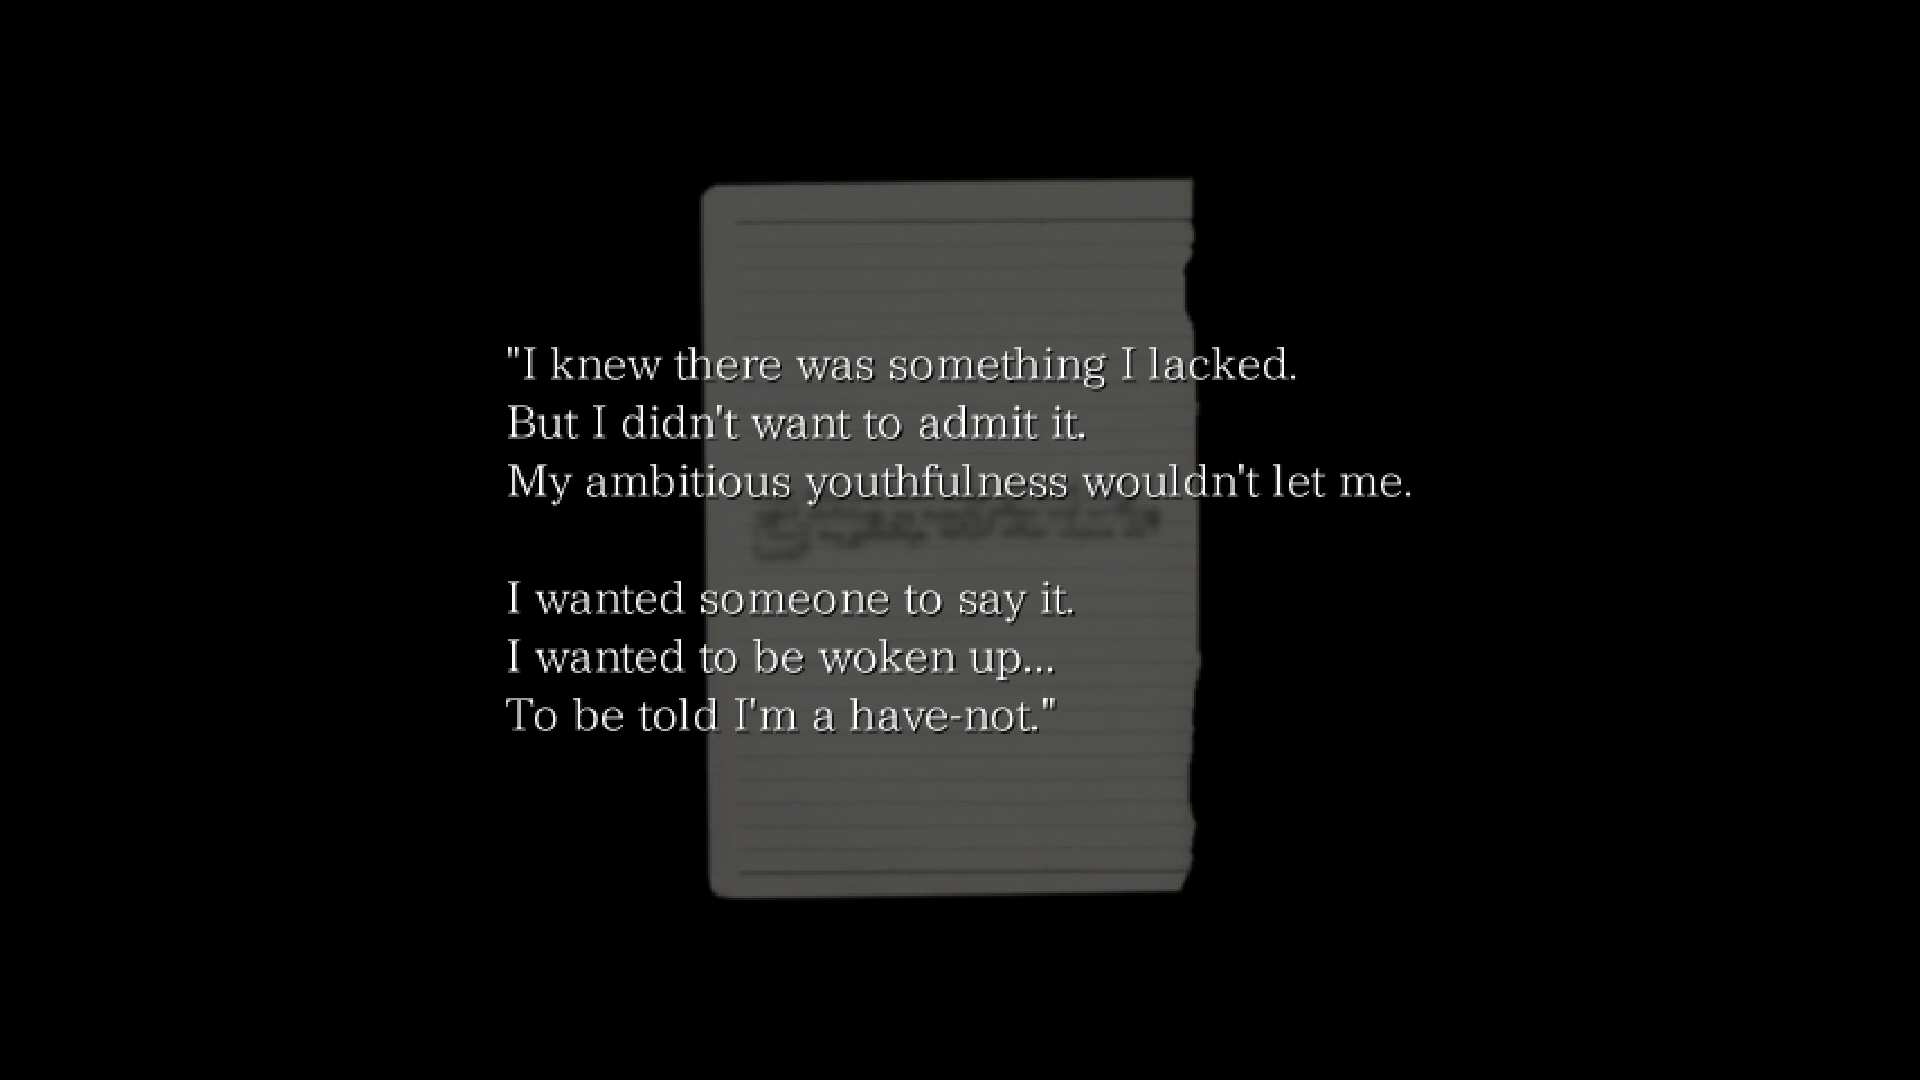 "I knew there was something I lacked.
But I didn't want to admit it.
My ambitious youthfulness wouldn't let me.
I wanted someone to say it.
I wanted to be woken up...
To be told I'm a have-not."